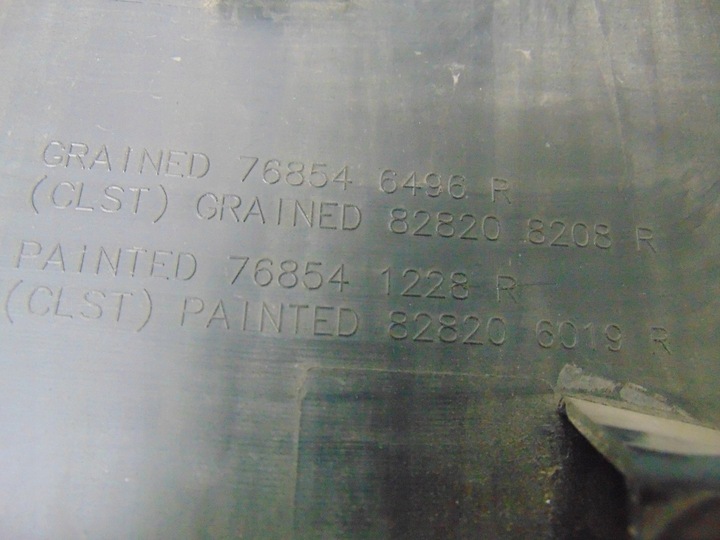 GRAINED 76854 6496 R
(CLST) GRAINED 82820 8208 R
PAINTED 76854 1228 R
(CLST) PAINTED 82820 6019 R